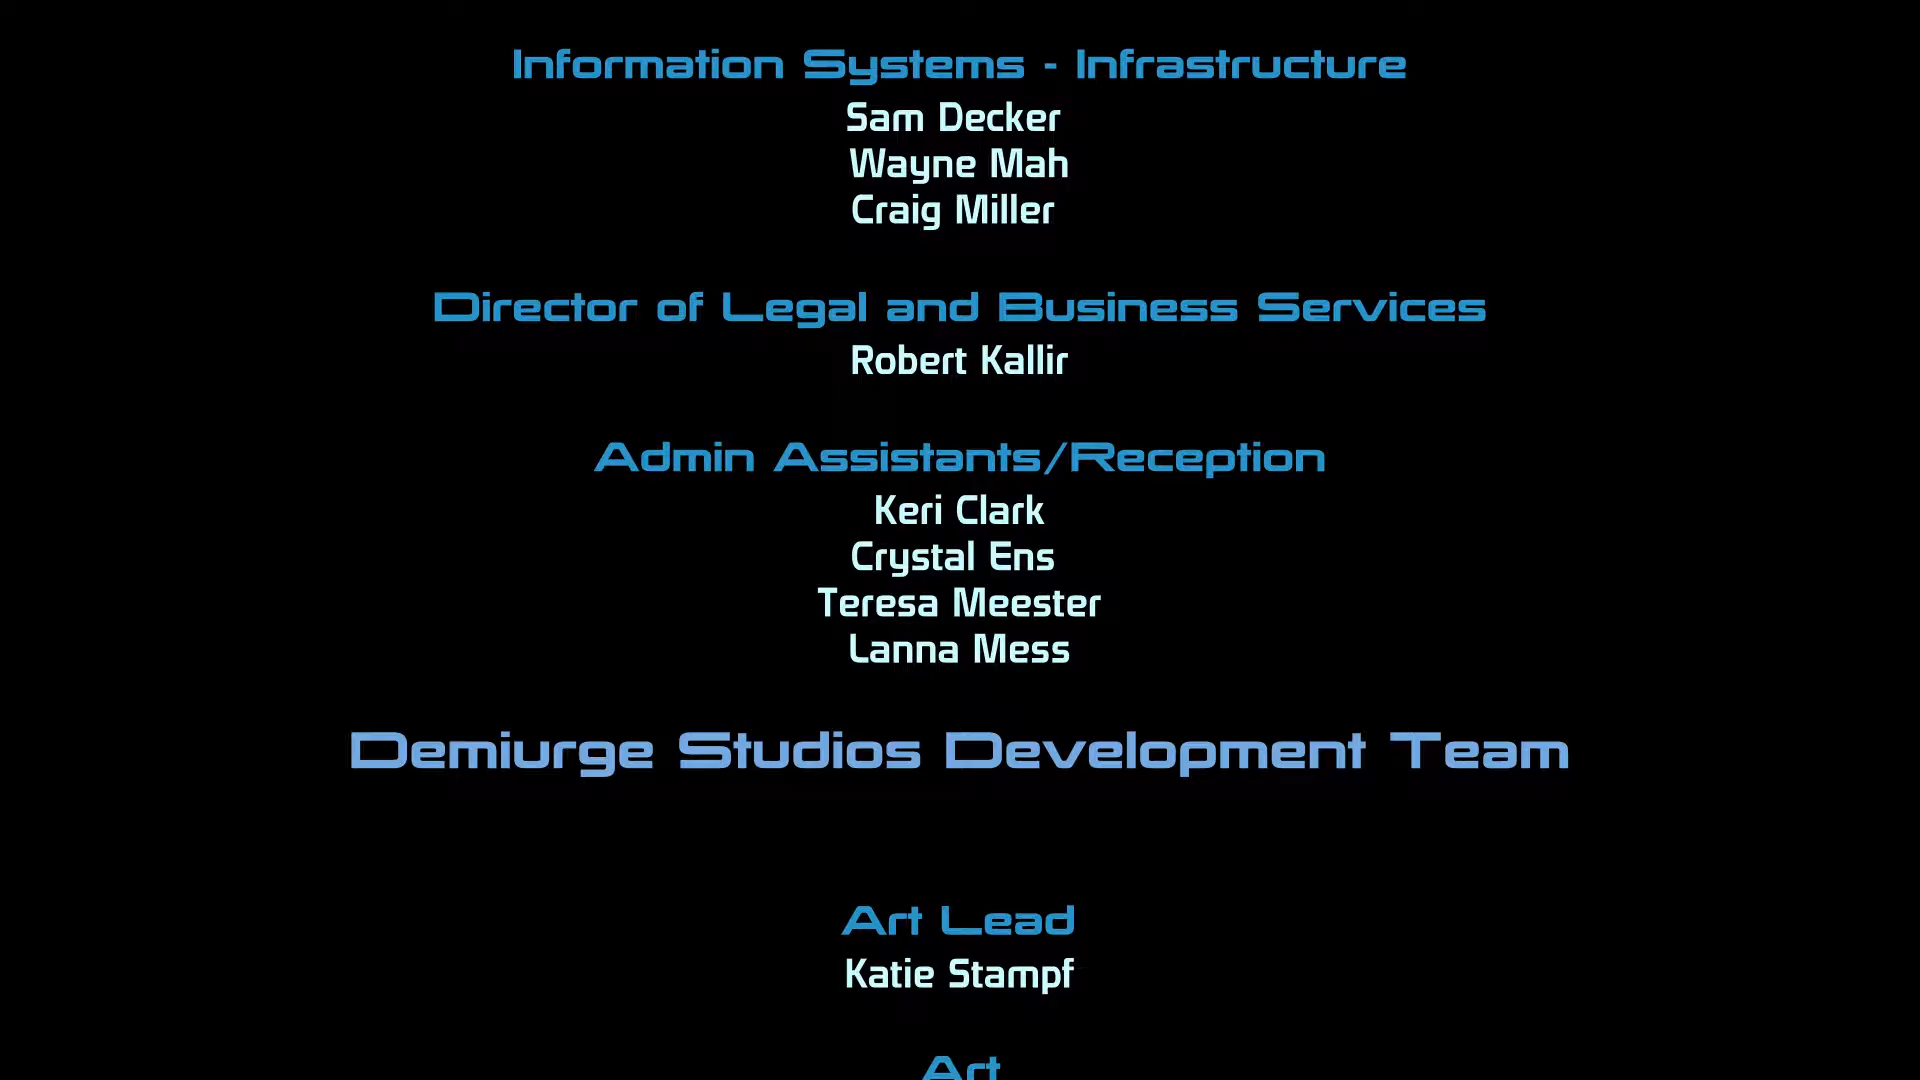 Information Systems - Infrastructure
Sam Decker
Wayne Mah
Craig Miller
Director of Legal and Business Services
Robert Kallir
Admin Assistants/Reception
Keri Clark
Crystal Ens
Teresa Meester
Lanna Mess
Demiurge Studios Development Team
Art Lead
Katie Stampf
Art